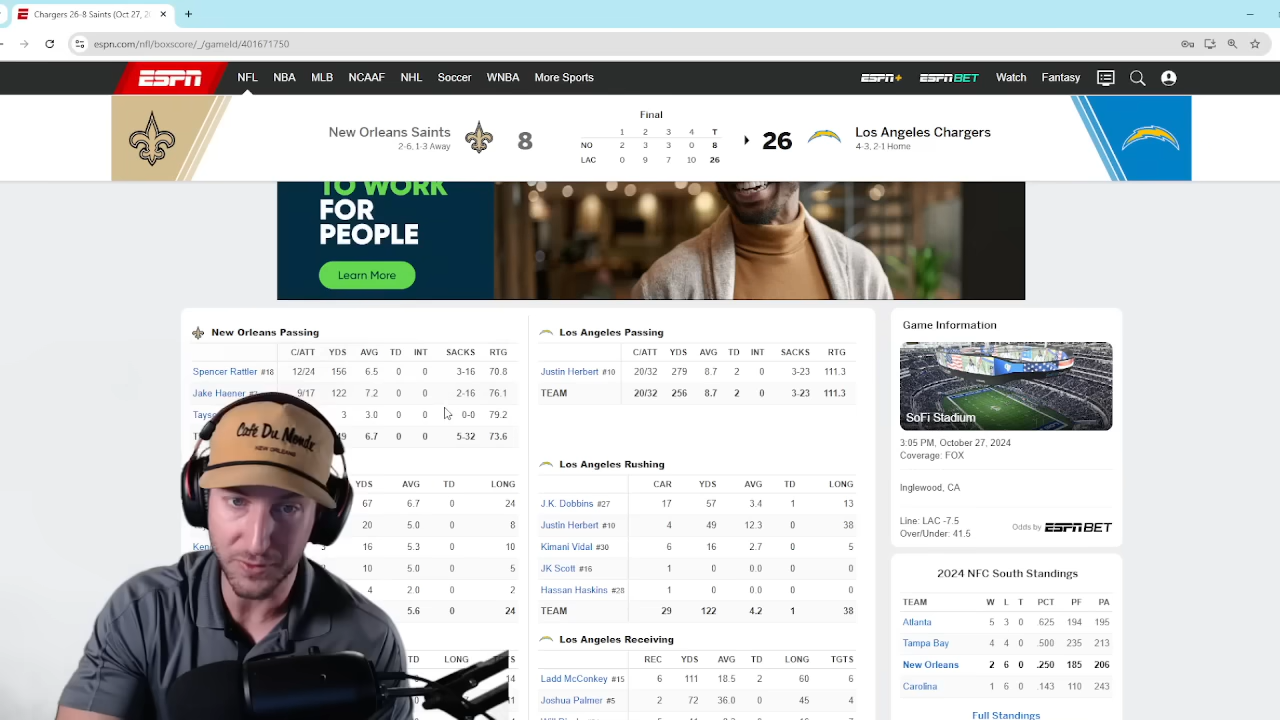 Chargers 26-8 Saints (Oct 27, 2
espn.com/nfl/boxscore/_/gameId/401671750
ESPN NFL NBA MLB NCAAF NHL Soccer WNBA More Sports ESPN+ ESPN BET Watch Fantasy
Final
New Orleans Saints 8
2-6, 1-3 Away
1 2 3 4 T
NO 2 3 3 0 8
LAC 0 9 7 10 26
26 Los Angeles Chargers
4-3, 2-1 Home
TO WORK
FOR
PEOPLE
Learn More
New Orleans Passing
C/ATT YDS AVG TD INT SACKS RTG
Spencer Rattler #18 12/24 156 6.5 0 0 3-16 70.8
Jake Haener 9/17 122 7.2 0 0 2-16 76.1
3 3.0 0 0 0-0 79.2
6.7 0 0 5-32 73.6
YDS AVG TD LONG
67 6.7 0 24
20 5.0 0 8
16 5.3 0 10
10 5.0 0 5
4 2.0 0 2
5.6 0 24
TD LONG
Café Du Monde
NEW ORLEANS
Los Angeles Passing
C/ATT YDS AVG TD INT SACKS RTG
Justin Herbert #10 20/32 279 8.7 2 0 3-23 111.3
TEAM 20/32 256 8.7 2 0 3-23 111.3
Los Angeles Rushing
CAR YDS AVG TD LONG
J.K. Dobbins #27 17 57 3.4 1 13
Justin Herbert #10 4 49 12.3 0 38
Kimani Vidal #30 6 16 2.7 0 5
JK Scott #16 1 0 0.0 0 0
Hassan Haskins #28 1 0 0.0 0 0
TEAM 29 122 4.2 1 38
Los Angeles Receiving
REC YDS AVG TD LONG TGTS
Ladd McConkey #15 6 111 18.5 2 60 6
Joshua Palmer #5 2 72 36.0 0 45 4
Game Information
SoFi Stadium
3:05 PM, October 27, 2024
Coverage: FOX
Inglewood, CA
Line: LAC -7.5
Over/Under: 41.5
Odds by ESPN BET
2024 NFC South Standings
TEAM W L T PCT PF PA
Atlanta 5 3 0 .625 194 195
Tampa Bay 4 4 0 .500 235 213
New Orleans 2 6 0 .250 185 206
Carolina 1 6 0 .143 110 243
Full Standings